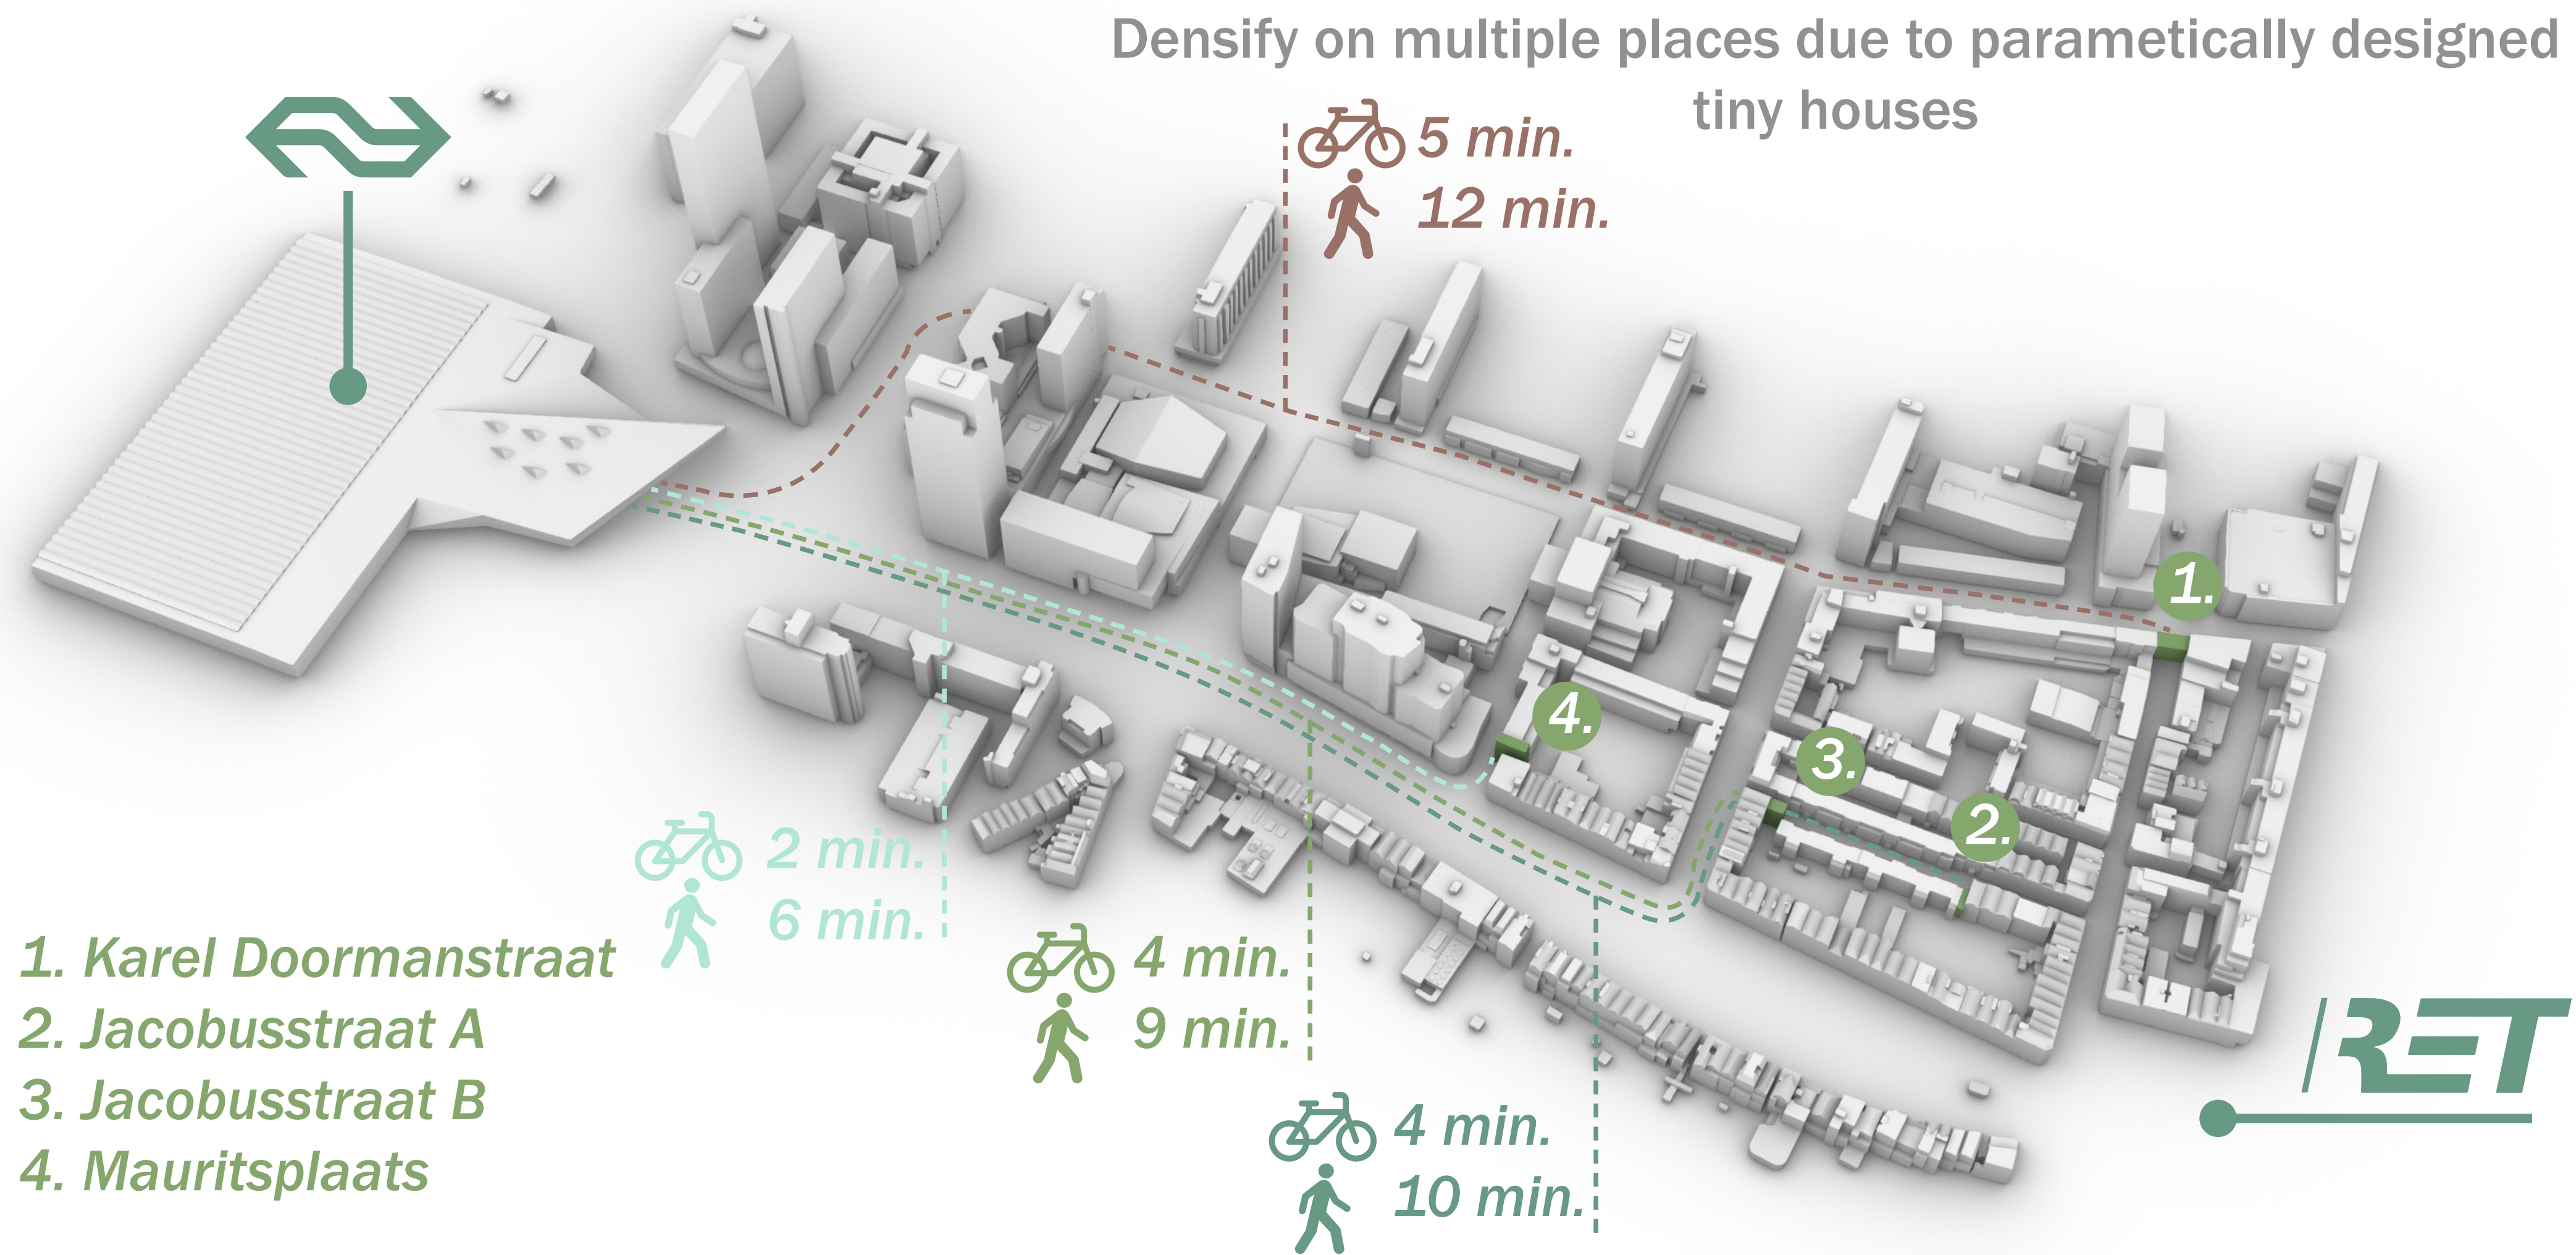 Densify on multiple places due to parametically designed
tiny houses
5 min.
12 min.
1.
4.
3.
2.
2 min.
6 min.
4 min.
9 min.
4 min.
10 min.
1. Karel Doormanstraat
2. Jacobusstraat A
3. Jacobusstraat B
4. Mauritsplaats
RET